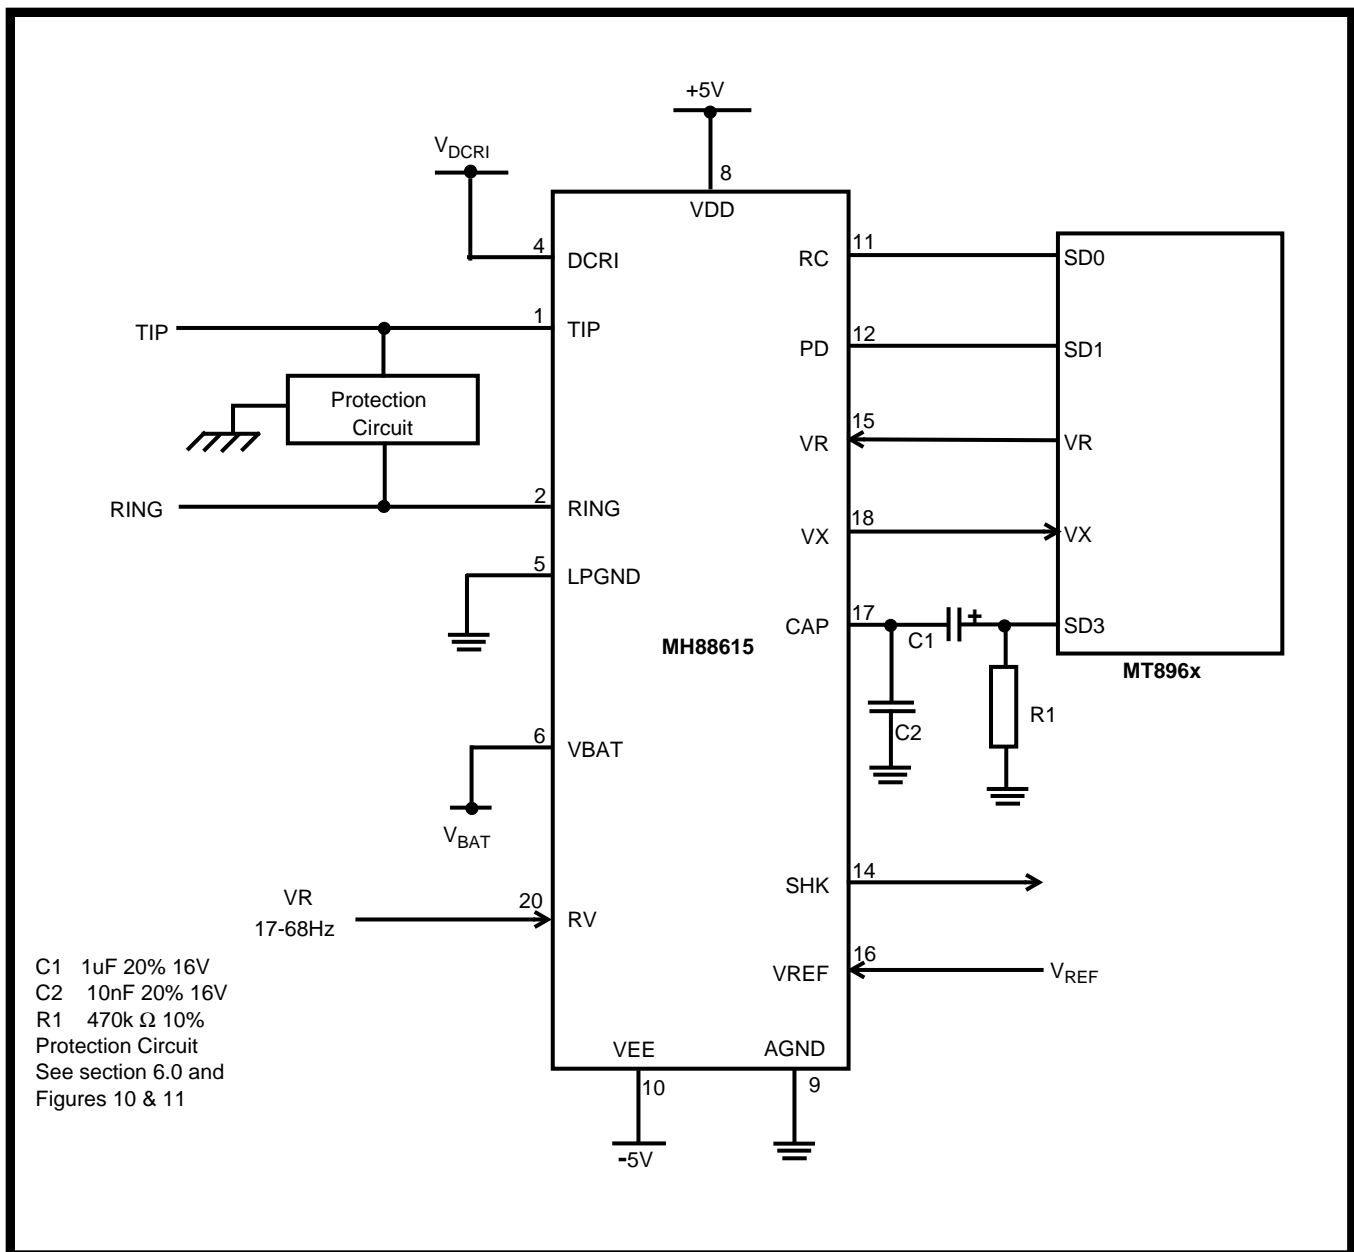 +5V
V_DCRI
8
VDD
4
DCRI
RC
11
SD0
TIP
1
TIP
PD
12
SD1
Protection
Circuit
VR
15
VR
RING
2
RING
VX
18
VX
5
LPGND
CAP
17
C1
+
SD3
MH88615
MT896x
C2
R1
6
VBAT
V_BAT
SHK
14
VR
17-68Hz
20
RV
VREF
16
V_REF
C1 1uF 20% 16V
C2 10nF 20% 16V
R1 470k Ω 10%
Protection Circuit
See section 6.0 and
Figures 10 & 11
VEE
AGND
10
9
-5V